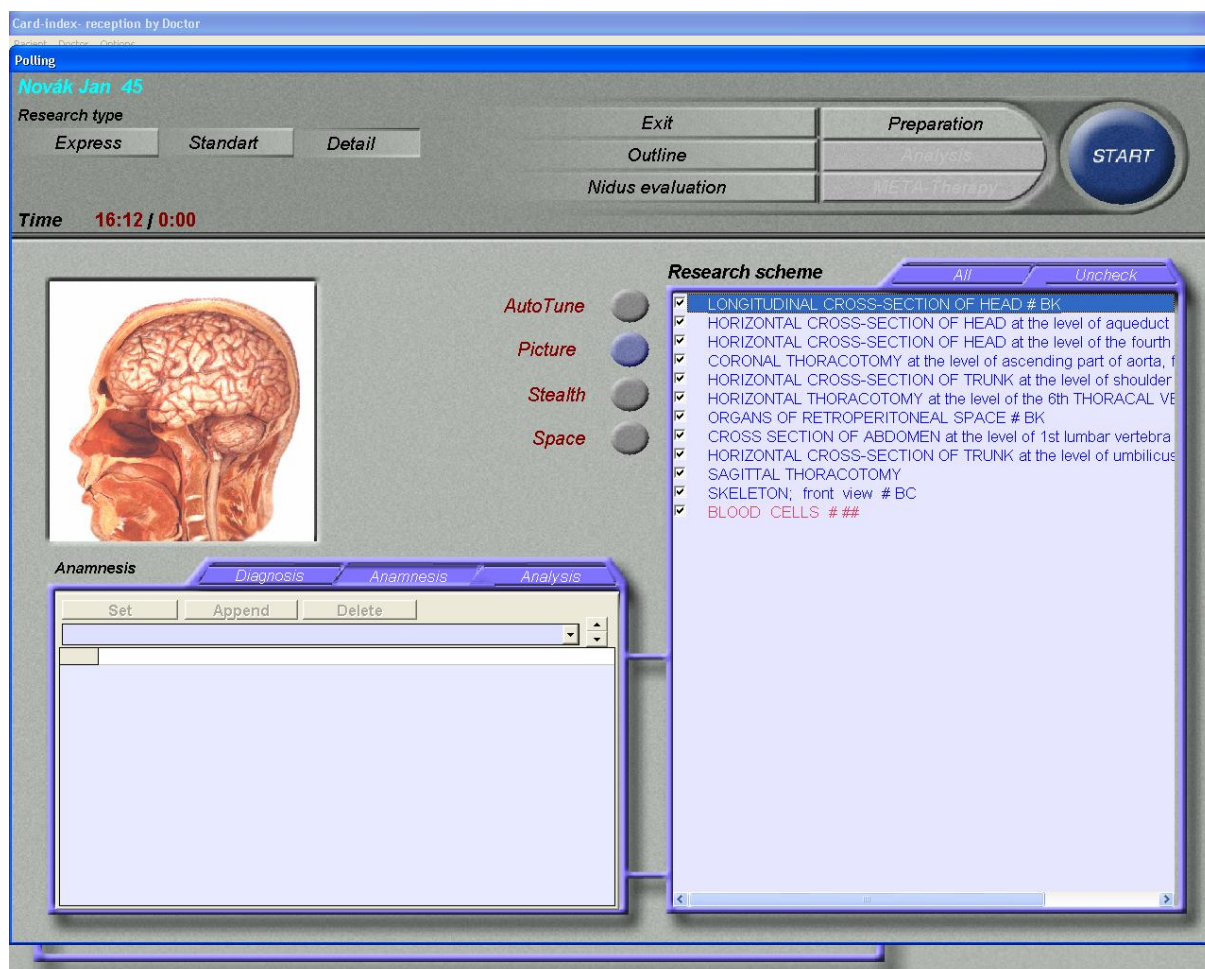 Card-index- reception by Doctor
Pacient Doctor Options
Polling
Novák Jan 45
Research type
Express Standart Detail
Exit Preparation
Outline Analysis
Nidus evaluation META-Therapy
START
Time 16:12 / 0:00
Research scheme All Uncheck
AutoTune
Picture
Stealth
Space
LONGITUDINAL CROSS-SECTION OF HEAD # BK
HORIZONTAL CROSS-SECTION OF HEAD at the level of aqueduct
HORIZONTAL CROSS-SECTION OF HEAD at the level of the fourth
CORONAL THORACOTOMY at the level of ascending part of aorta, f
HORIZONTAL CROSS-SECTION OF TRUNK at the level of shoulder
HORIZONTAL THORACOTOMY at the level of the 6th THORACAL VE
ORGANS OF RETROPERITONEAL SPACE # BK
CROSS SECTION OF ABDOMEN at the level of 1st lumbar vertebra
HORIZONTAL CROSS-SECTION OF TRUNK at the level of umbilicus
SAGITTAL THORACOTOMY
SKELETON; front view # BC
BLOOD CELLS # ##
Anamnesis Diagnosis Anamnesis Analysis
Set Append Delete